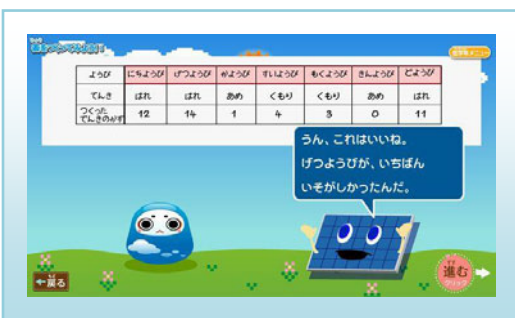 ようび にちようび げつようび かようび すいようび もくようび きんようび どようび
てんき はれ はれ あめ くもり くもり あめ はれ
つくった
でんきのかず 12 14 1 4 3 0 11
うん、これはいいね。
げつようびが、いちばん
いそがしかったんだ。
戻る
進む
クリック